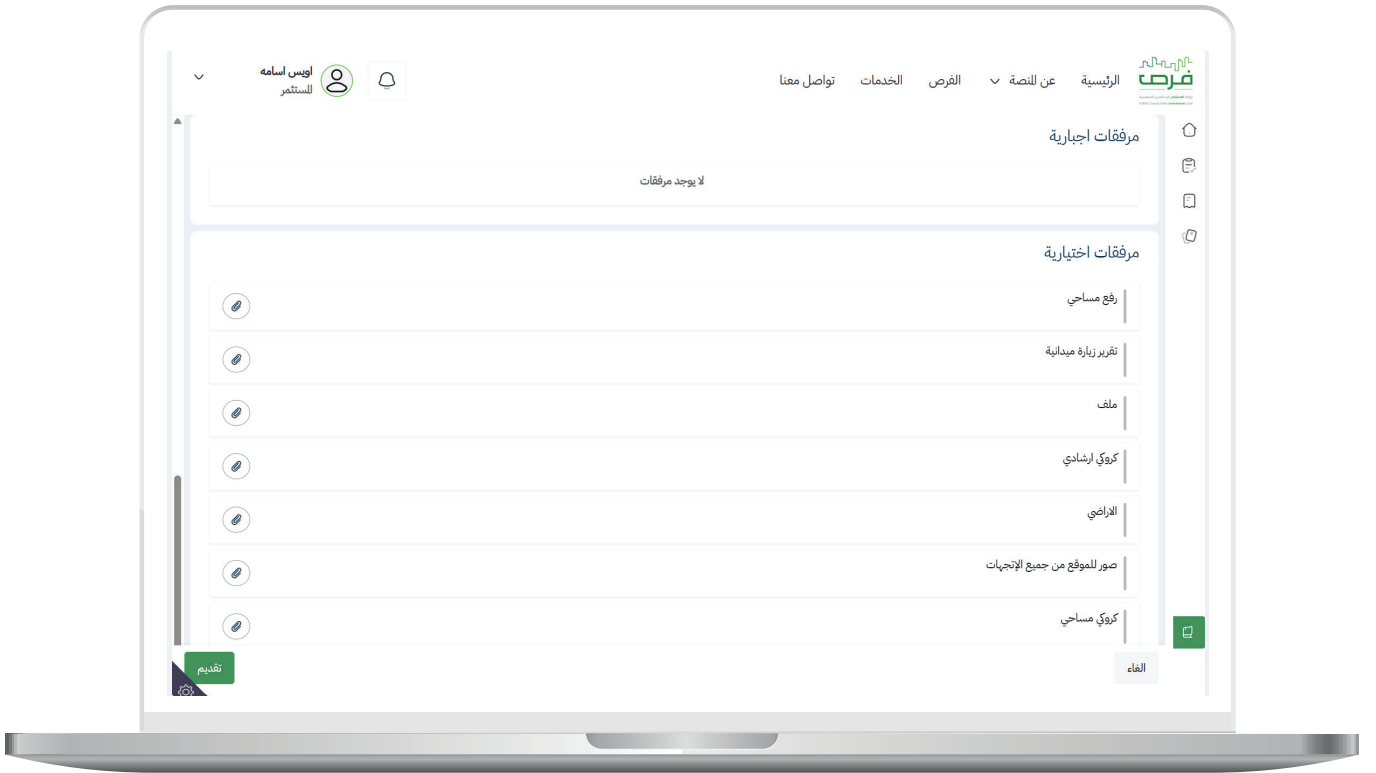 فرص
الرئيسية
عن المنصة
الفرص
الخدمات
تواصل معنا
اويس اسامه
المستثمر
مرفقات اجبارية
لا يوجد مرفقات
مرفقات اختيارية
رفع مساحي
تقرير زيارة ميدانية
ملف
كروكي ارشادي
الاراضي
صور للموقع من جميع الإتجهات
كروكي مساحي
الغاء
تقديم